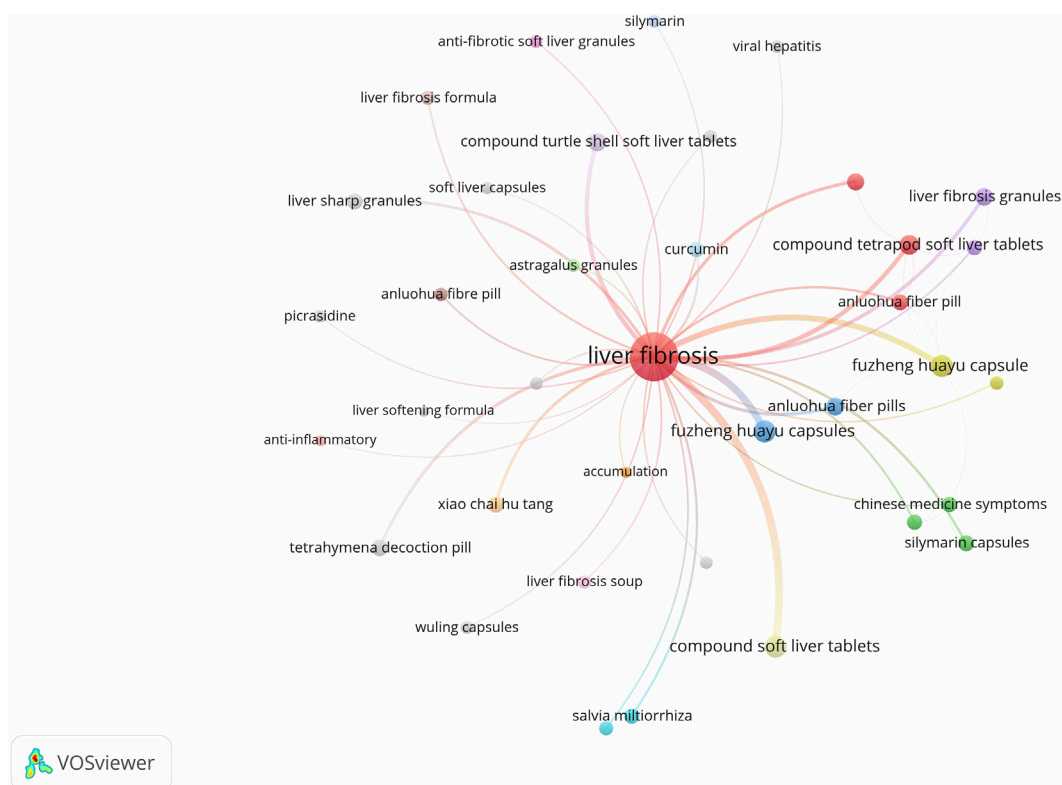 silymarin
anti-fibrotic soft liver granules
viral hepatitis
liver fibrosis formula
compound turtle shell soft liver tablets
soft liver capsules
liver sharp granules
liver fibrosis granules
compound tetrapod soft liver tablets
curcumin
astragalus granules
anluohua fibre pill
anluohua fiber pill
picrasidine
liver fibrosis
fuzheng huayu capsule
liver softening formula
anluohua fiber pills
fuzheng huayu capsules
anti-inflammatory
accumulation
xiao chai hu tang
chinese medicine symptoms
silymarin capsules
tetrahymena decoction pill
liver fibrosis soup
wuling capsules
compound soft liver tablets
salvia miltiorrhiza
VOSviewer